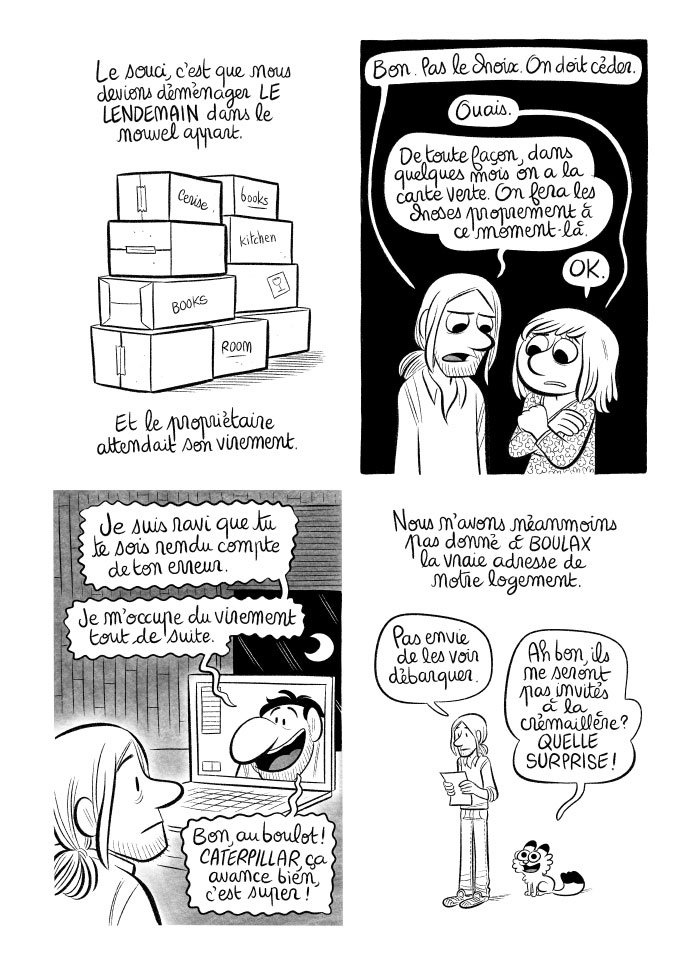 Le souci, c'est que nous
devions déménager LE
LENDEMAIN dans le
nouvel appart.
Cerise.
books
kitchen
BOOKS
ROOM
Et le propriétaire
attendait son virement.
Bon. Pas le choix. On doit céder.
Ouais.
De toute façon, dans
quelques mois on a la
carte verte. On fera les
choses proprement à
ce moment-là.
OK.
Je suis ravi que tu
te sois rendu compte
de ton erreur.
Je m'occupe du virement
tout de suite.
Bon, au boulot !
CATERPILLAR ça
avance bien,
c'est super !
Nous n'avons néanmoins
pas donné à BOULAX
la vraie adresse de
notre logement.
Pas envie
de les voir
débarquer.
Ah bon, ils
ne seront
pas invités
à la
crémaillère ?
QUELLE
SURPRISE !